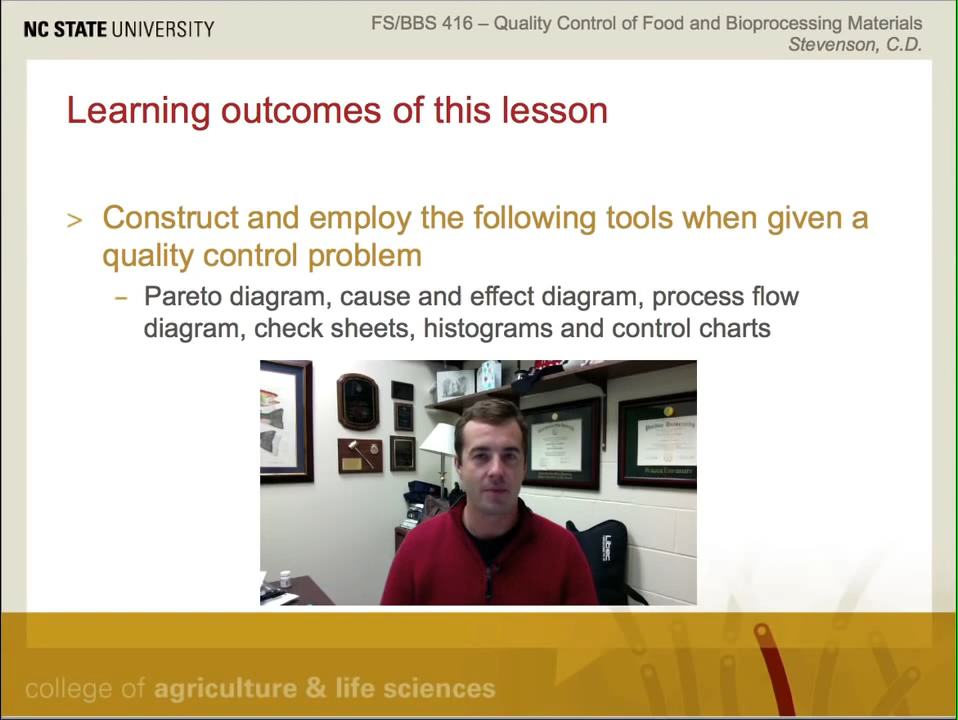 NC STATE UNIVERSITY
FS/BBS 416 – Quality Control of Food and Bioprocessing Materials
Stevenson, C.D.
Learning outcomes of this lesson
> Construct and employ the following tools when given a
quality control problem
– Pareto diagram, cause and effect diagram, process flow
diagram, check sheets, histograms and control charts
Purdue University
college of agriculture & life sciences